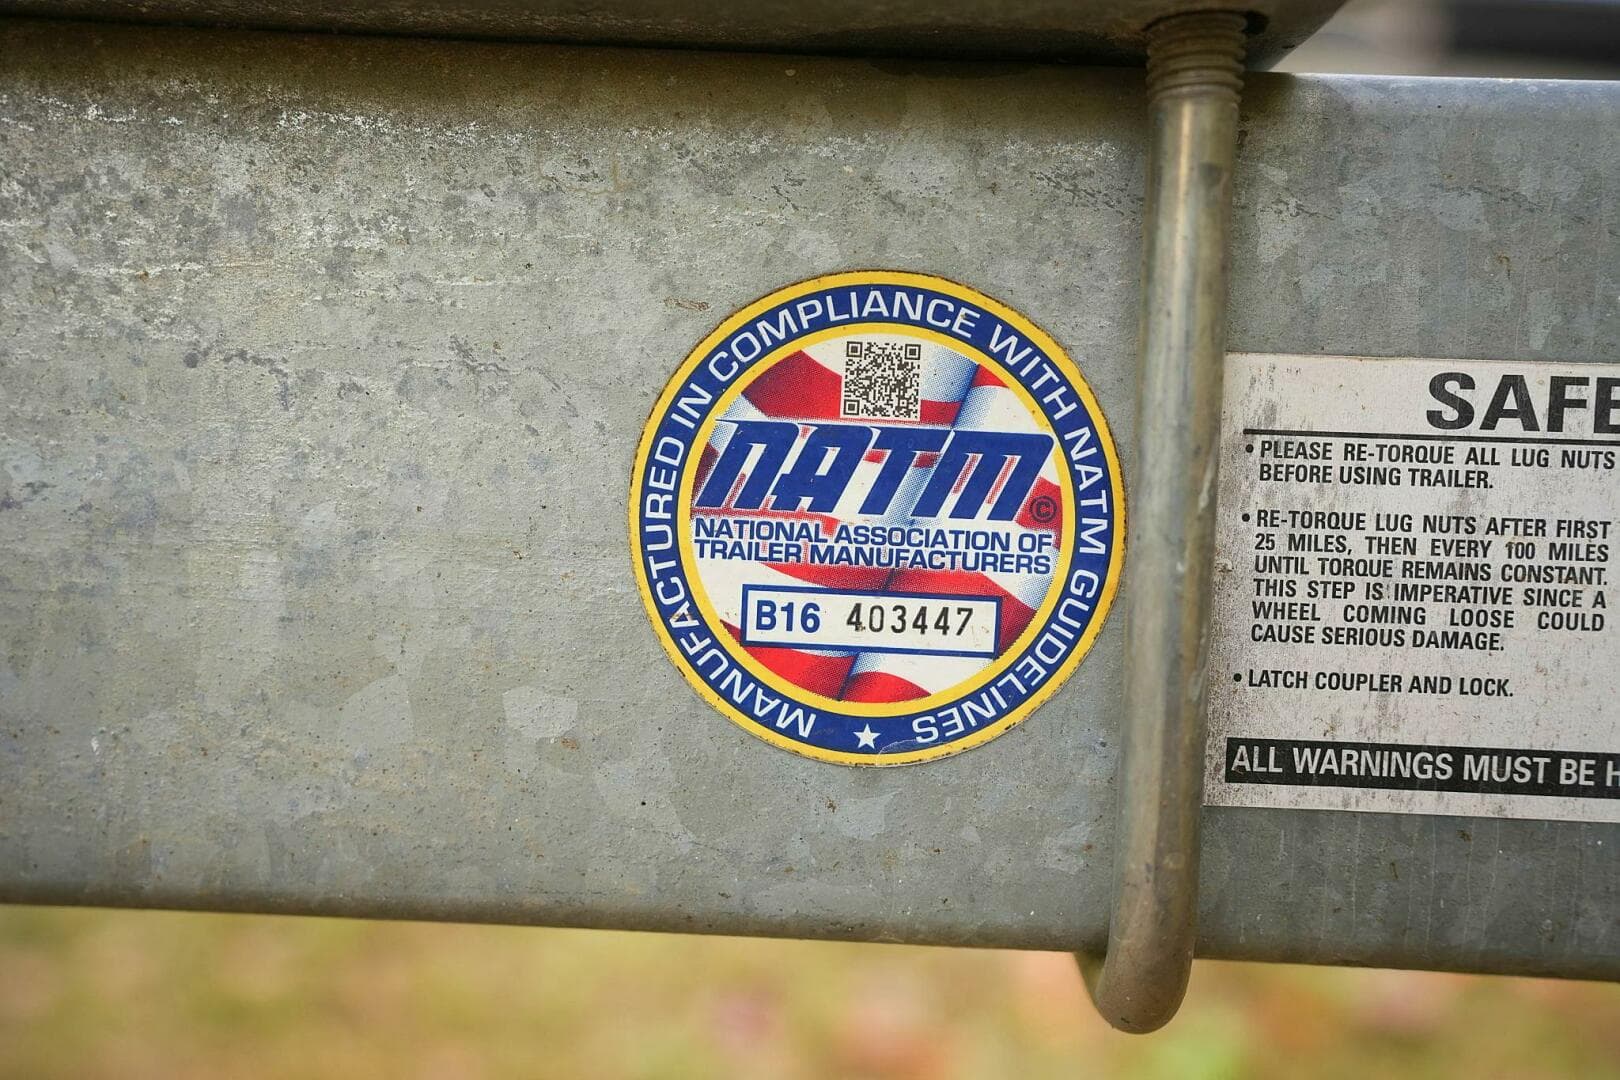 MANUFACTURED IN COMPLIANCE WITH NATM GUIDELINES
NATM©
NATIONAL ASSOCIATION OF
TRAILER MANUFACTURERS
B16 403447
SAFE
• PLEASE RE-TORQUE ALL LUG NUTS
BEFORE USING TRAILER.
• RE-TORQUE LUG NUTS AFTER FIRST
25 MILES, THEN EVERY 100 MILES
UNTIL TORQUE REMAINS CONSTANT.
THIS STEP IS IMPERATIVE SINCE A
WHEEL COMING LOOSE COULD
CAUSE SERIOUS DAMAGE.
• LATCH COUPLER AND LOCK.
ALL WARNINGS MUST BE H